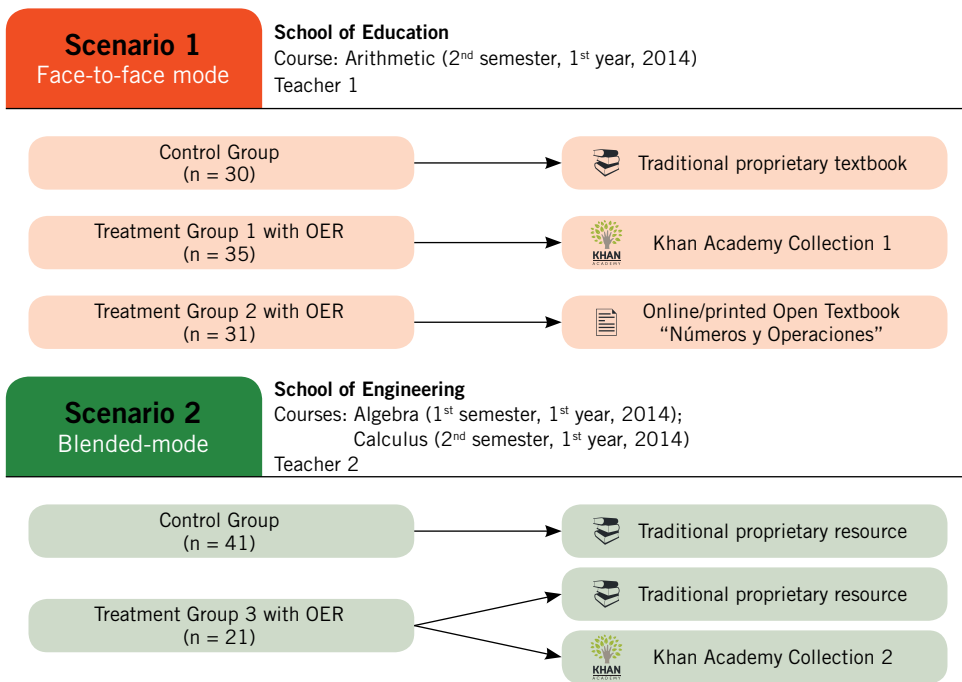 Scenario 1
Face-to-face mode
School of Education
Course: Arithmetic (2nd semester, 1st year, 2014)
Teacher 1
Control Group
(n = 30)
Traditional proprietary textbook
Treatment Group 1 with OER
(n = 35)
KHAN
ACADEMY
Khan Academy Collection 1
Treatment Group 2 with OER
(n = 31)
Online/printed Open Textbook
“Números y Operaciones”
Scenario 2
Blended-mode
School of Engineering
Courses: Algebra (1st semester, 1st year, 2014);
Calculus (2nd semester, 1st year, 2014)
Teacher 2
Control Group
(n = 41)
Traditional proprietary resource
Treatment Group 3 with OER
(n = 21)
Traditional proprietary resource
KHAN
Khan Academy Collection 2